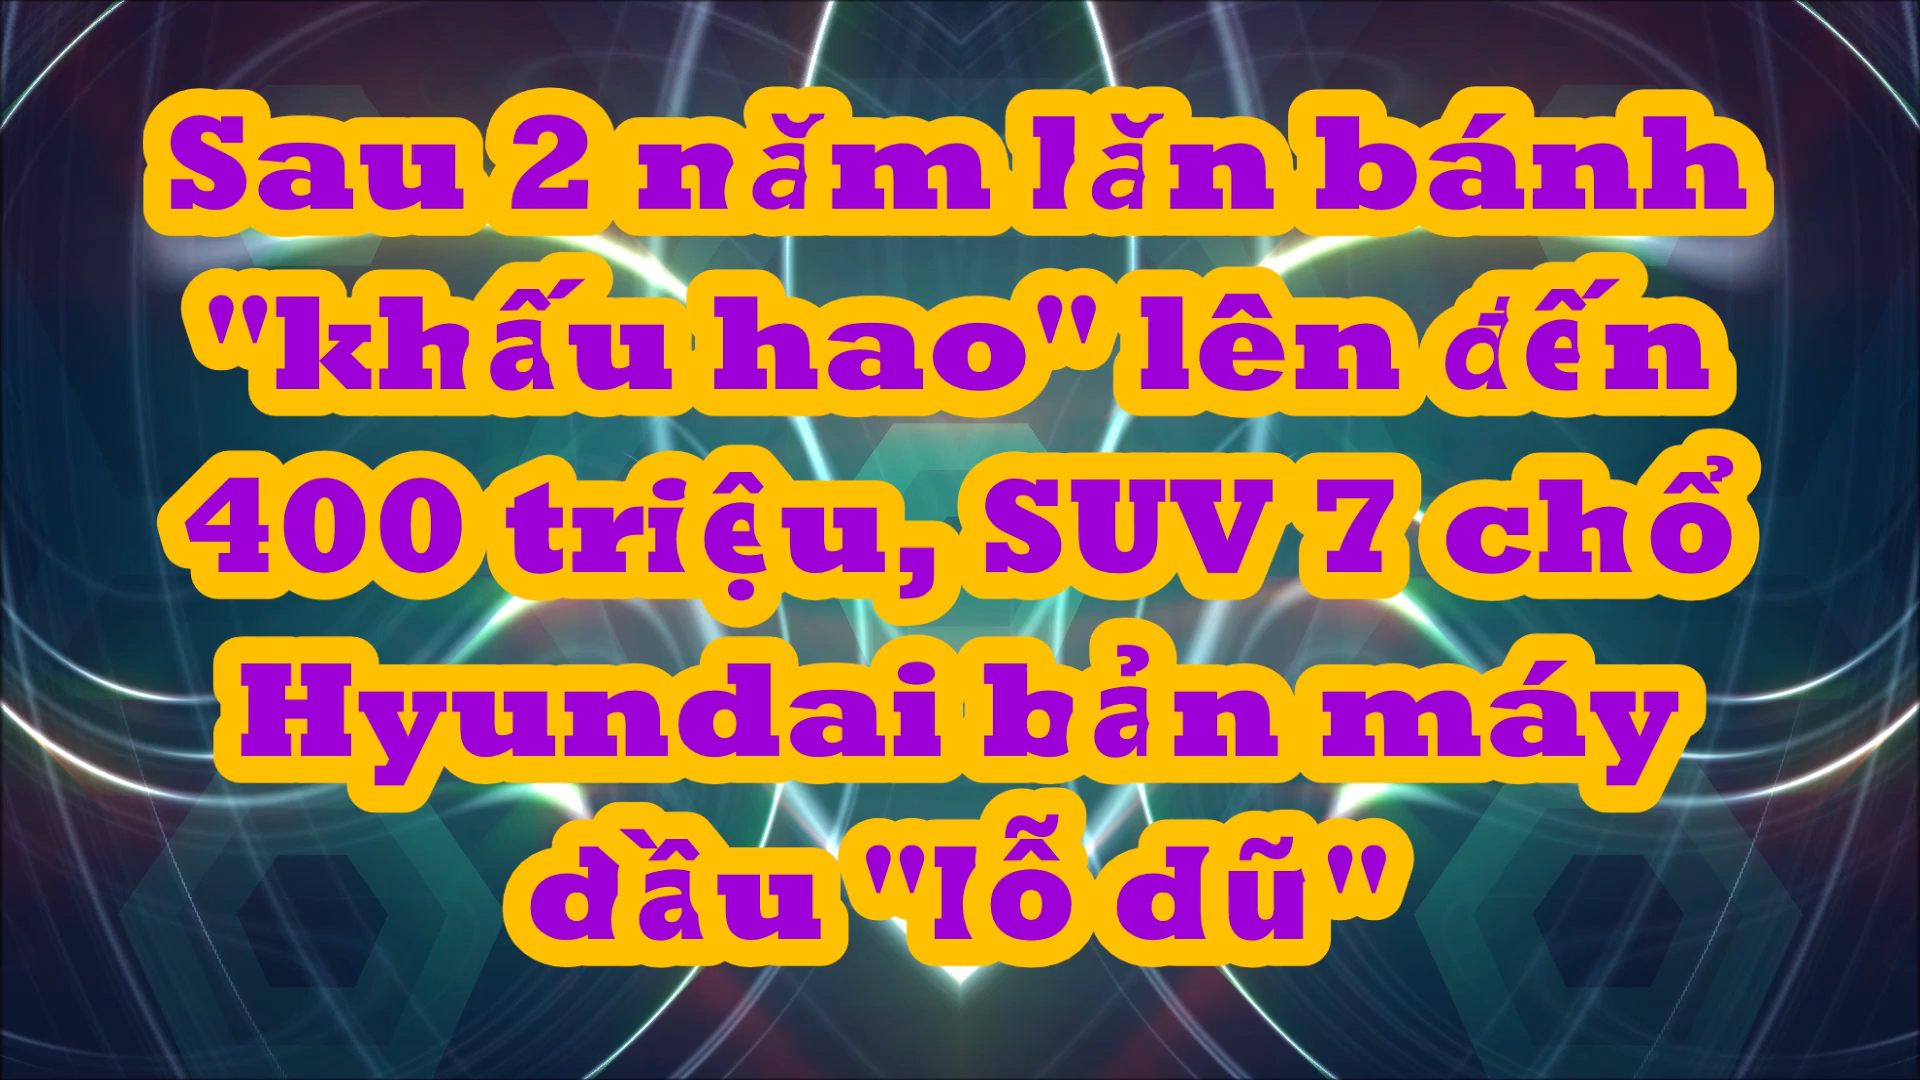 Sau 2 năm lăn bánh
"khấu hao" lên đến
400 triệu, SUV 7 chổ
Hyundai bản máy
dầu "lỗ dũ"